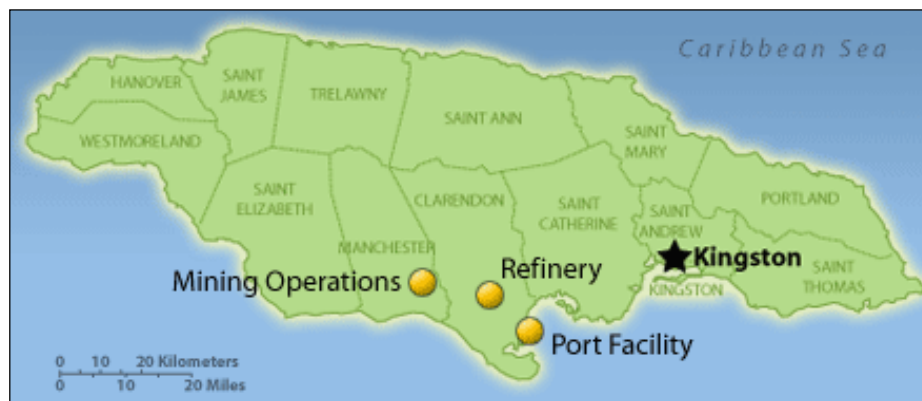 Caribbean Sea
HANOVER
SAINT
JAMES
TRELAWNY
SAINT ANN
WESTMORELAND
SAINT
MARY
SAINT
ELIZABETH
CLARENDON
SAINT
CATHERINE
PORTLAND
SAINT
ANDREW
MANCHESTER
Kingston
SAINT
THOMAS
Mining Operations
Refinery
KINGSTON
Port Facility
0 10 20 Kilometers
0 10 20 Miles